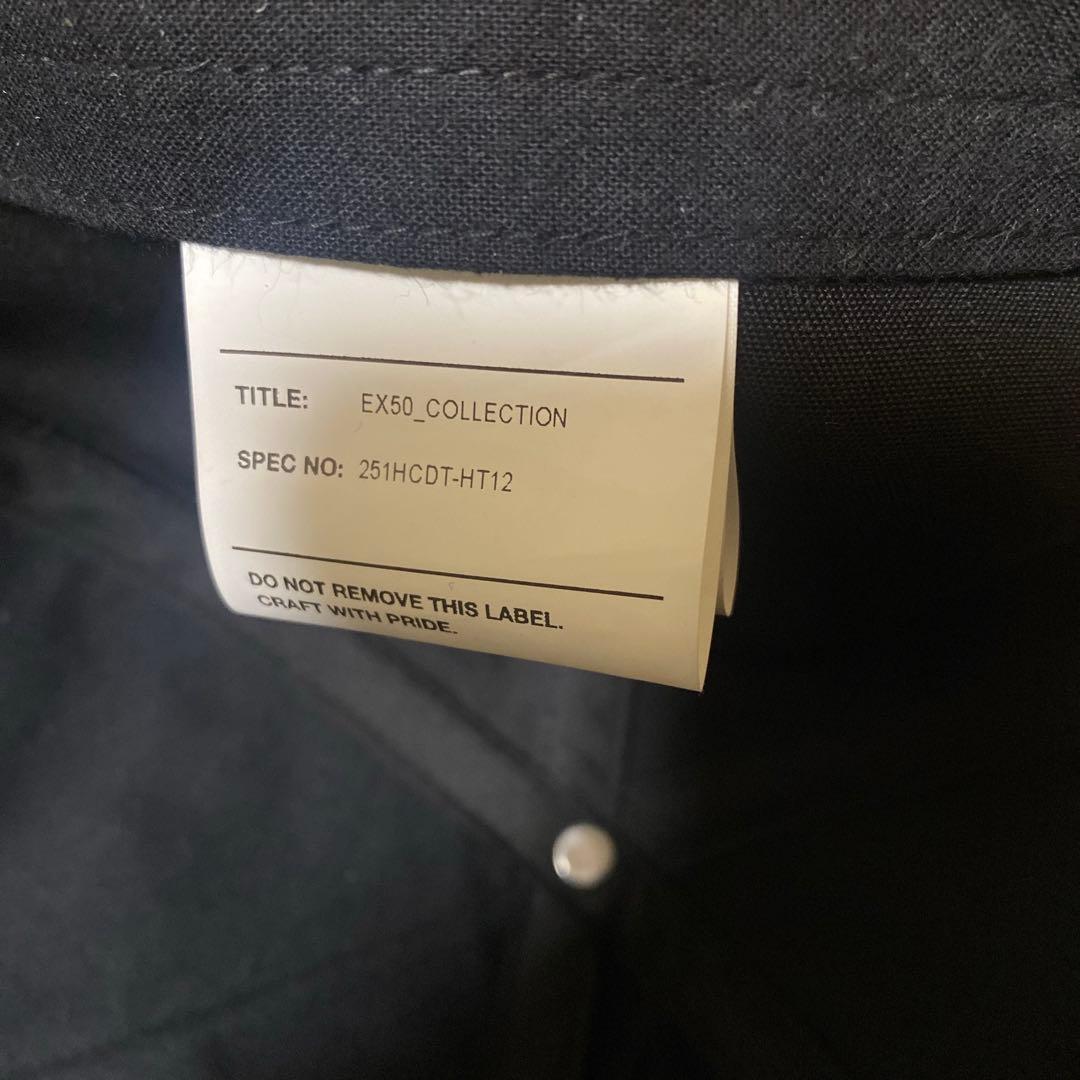 TITLE: EX50_COLLECTION
SPEC NO: 251HCDT-HT12
DO NOT REMOVE THIS LABEL.
CRAFT WITH PRIDE.